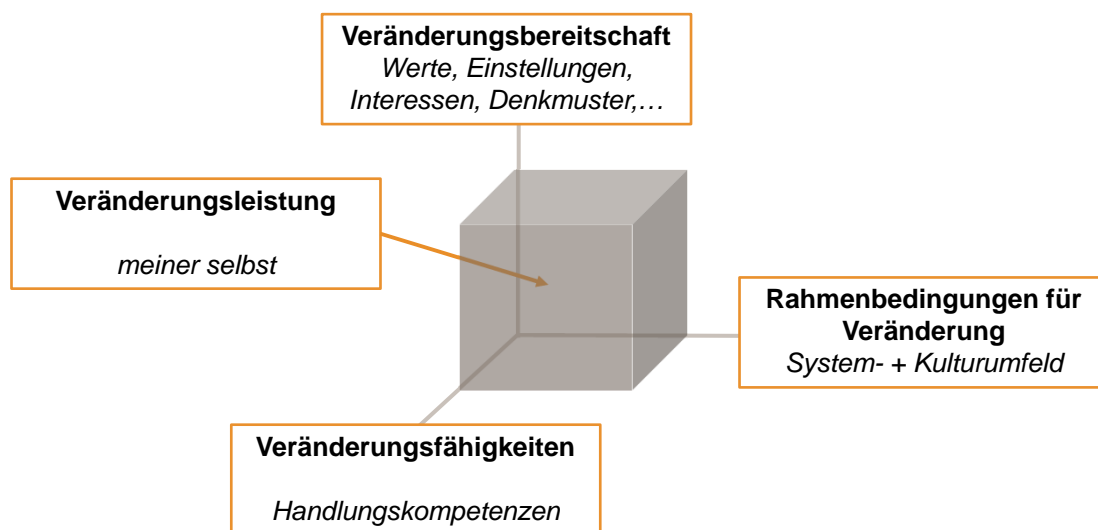 Veränderungsbereitschaft
Werte, Einstellungen,
Interessen, Denkmuster,…
Veränderungsleistung
meiner selbst
Rahmenbedingungen für
Veränderung
System- + Kulturumfeld
Veränderungsfähigkeiten
Handlungskompetenzen